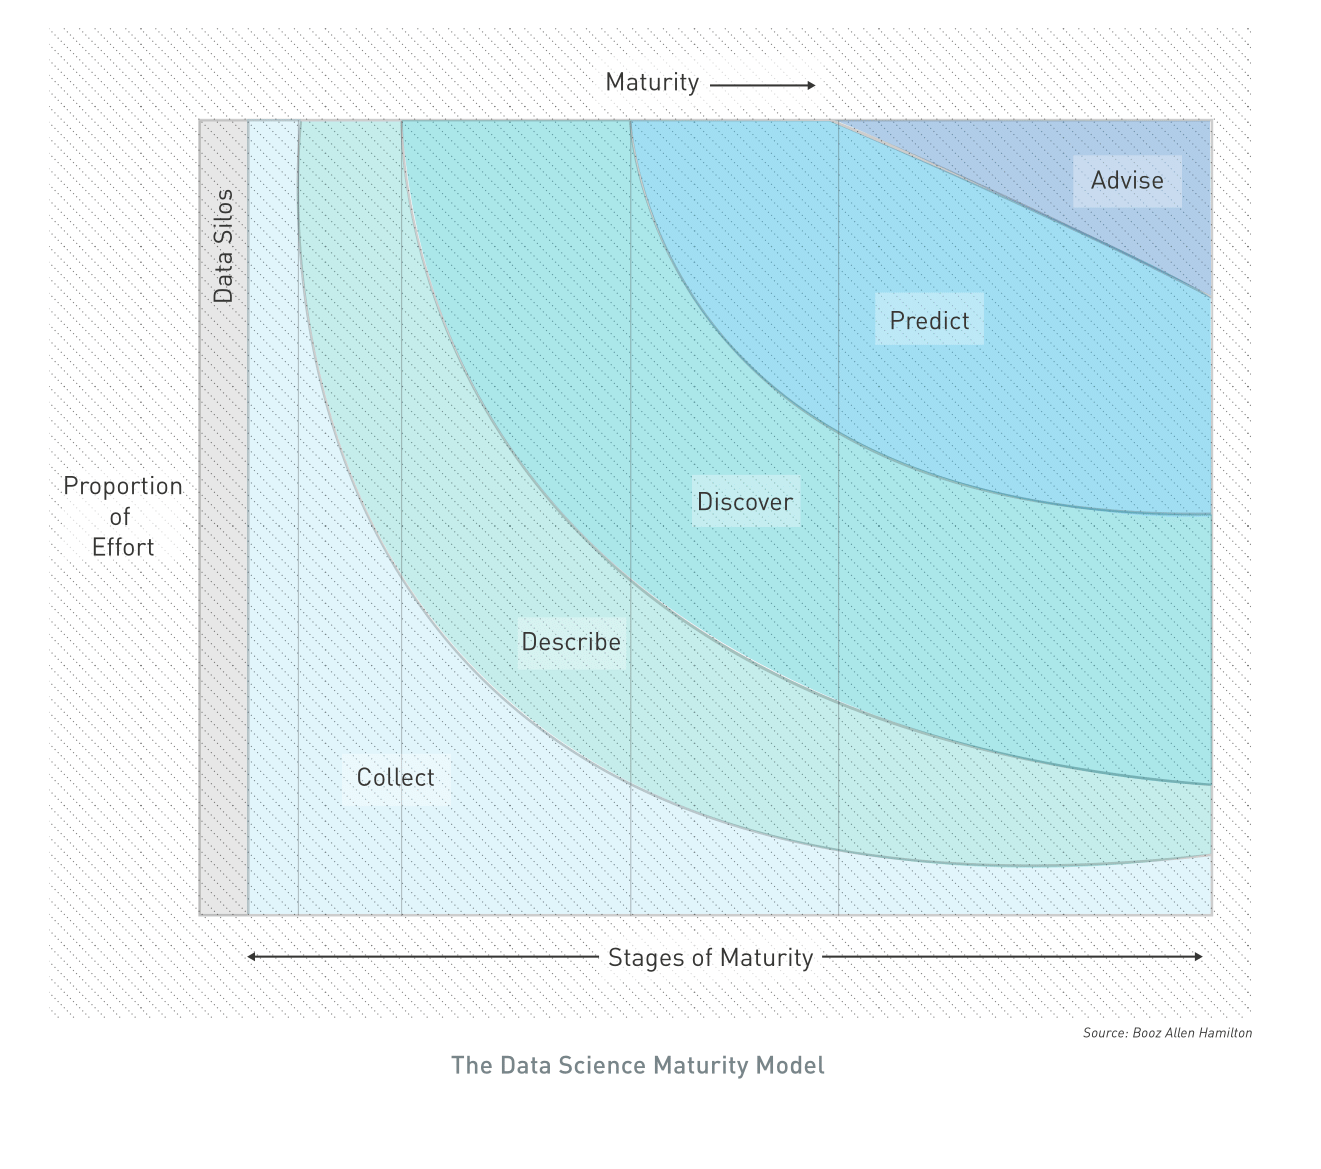 Maturity
Data Silos
Advise
Predict
Proportion
of
Effort
Discover
Describe
Collect
Stages of Maturity
Source: Booz Allen Hamilton
The Data Science Maturity Model